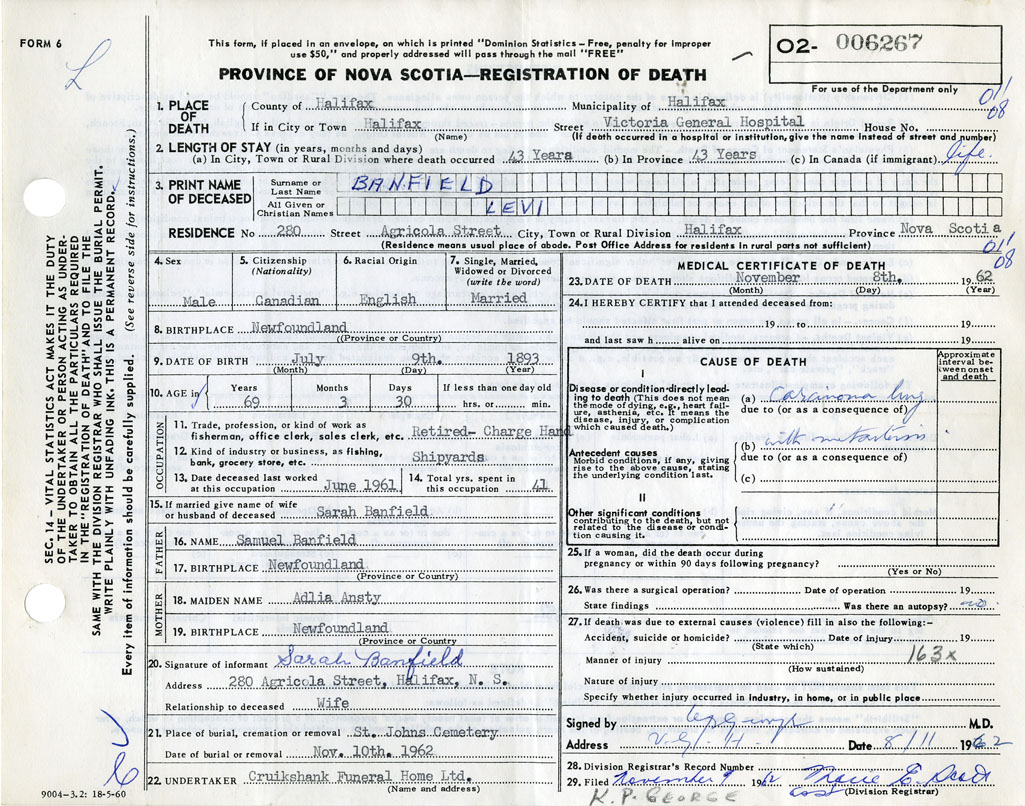 FORM 6
This form, if placed in an envelope, on which is printed "Dominion Statistics – Free, penalty for improper
use $50," and properly addressed will pass through the mail "FREE"
PROVINCE OF NOVA SCOTIA—REGISTRATION OF DEATH
O2- 006267
For use of the Department only
01/08
1. PLACE OF DEATH
County of Halifax Municipality of Halifax
If in City or Town Halifax Street Victoria General Hospital House No.
(Name) (If death occurred in a hospital or institution, give the name instead of street and number)
2. LENGTH OF STAY (in years, months and days)
(a) In City, Town or Rural Division where death occurred 43 Years (b) In Province 43 Years (c) In Canada (if immigrant) life.
3. PRINT NAME OF DECEASED
Surname or Last Name BANFIELD
All Given or Christian Names LEVI
RESIDENCE No 280 Street Agricola Street City, Town or Rural Division Halifax Province Nova Scotia
(Residence means usual place of abode. Post Office Address for residents in rural parts not sufficient)
01/08
4. Sex
Male
5. Citizenship (Nationality)
Canadian
6. Racial Origin
English
7. Single, Married, Widowed or Divorced (write the word)
Married
8. BIRTHPLACE Newfoundland
(Province or Country)
9. DATE OF BIRTH July 9th. 1893
(Month) (Day) (Year)
10. AGE in
Years 69
Months 3
Days 30
If less than one day old
hrs. or min.
OCCUPATION
11. Trade, profession, or kind of work as
fisherman, office clerk, sales clerk, etc. Retired- Charge Hand
12. Kind of industry or business, as fishing,
bank, grocery store, etc. Shipyards
13. Date deceased last worked
at this occupation June 1961
14. Total yrs. spent in
this occupation 41
15. If married give name of wife
or husband of deceased Sarah Banfield
FATHER
16. NAME Samuel Banfield
17. BIRTHPLACE Newfoundland
(Province or Country)
MOTHER
18. MAIDEN NAME Adlia Ansty
19. BIRTHPLACE Newfoundland
(Province or Country
20. Signature of informant Sarah Banfield
Address 280 Agricola Street, Halifax, N. S.
Relationship to deceased Wife
21. Place of burial, cremation or removal St. Johns Cemetery
Date of burial or removal Nov. 10th. 1962
22. UNDERTAKER Cruikshank Funeral Home Ltd.
(Name and address)
9004-3.2: 18-5-60
MEDICAL CERTIFICATE OF DEATH
23. DATE OF DEATH November 8th. 1962
(Month) (Day) (Year)
24. I HEREBY CERTIFY that I attended deceased from:
19 to 19
and last saw h alive on 19
CAUSE OF DEATH
Approximate interval between onset and death
I
Disease or condition directly leading to death (This does not mean
the mode of dying, e.g., heart failure, asthenia, etc. It means the
disease, injury, or complication
which caused death.)
(a) lung
due to (or as a consequence of)
Antecedent causes
Morbid conditions, if any, giving
rise to the above cause, stating
the underlying condition last.
(b) with
due to (or as a consequence of)
(c)
II
Other significant conditions
contributing to the death, but not
related to the disease or condition causing it.
25. If a woman, did the death occur during
pregnancy or within 90 days following pregnancy?
(Yes or No)
26. Was there a surgical operation? Date of operation 19
State findings Was there an autopsy? no
27. If death was due to external causes (violence) fill in also the following:–
Accident, suicide or homicide? Date of injury 19
(State which)
163x
Manner of injury
(How sustained)
Nature of injury
Specify whether injury occurred in industry, in home, or in public place
Signed by M.D.
Address V. G. H. Date 8/11 1962
28. Division Registrar's Record Number
29. Filed November 9 1962
(Division Registrar)
K. P. GEORGE
SEC. 14 – VITAL STATISTICS ACT MAKES IT THE DUTY
OF THE UNDERTAKER OR PERSON ACTING AS UNDER-
TAKER TO OBTAIN ALL THE PARTICULARS REQUIRED
IN THE "REGISTRATION OF DEATH" AND TO FILE THE
SAME WITH THE DIVISION REGISTRAR WHO SHALL ISSUE THE BURIAL PERMIT.
WRITE PLAINLY WITH UNFADING INK-THIS IS A PERMANENT RECORD.
Every item of information should be carefully supplied. (See reverse side for instructions.)